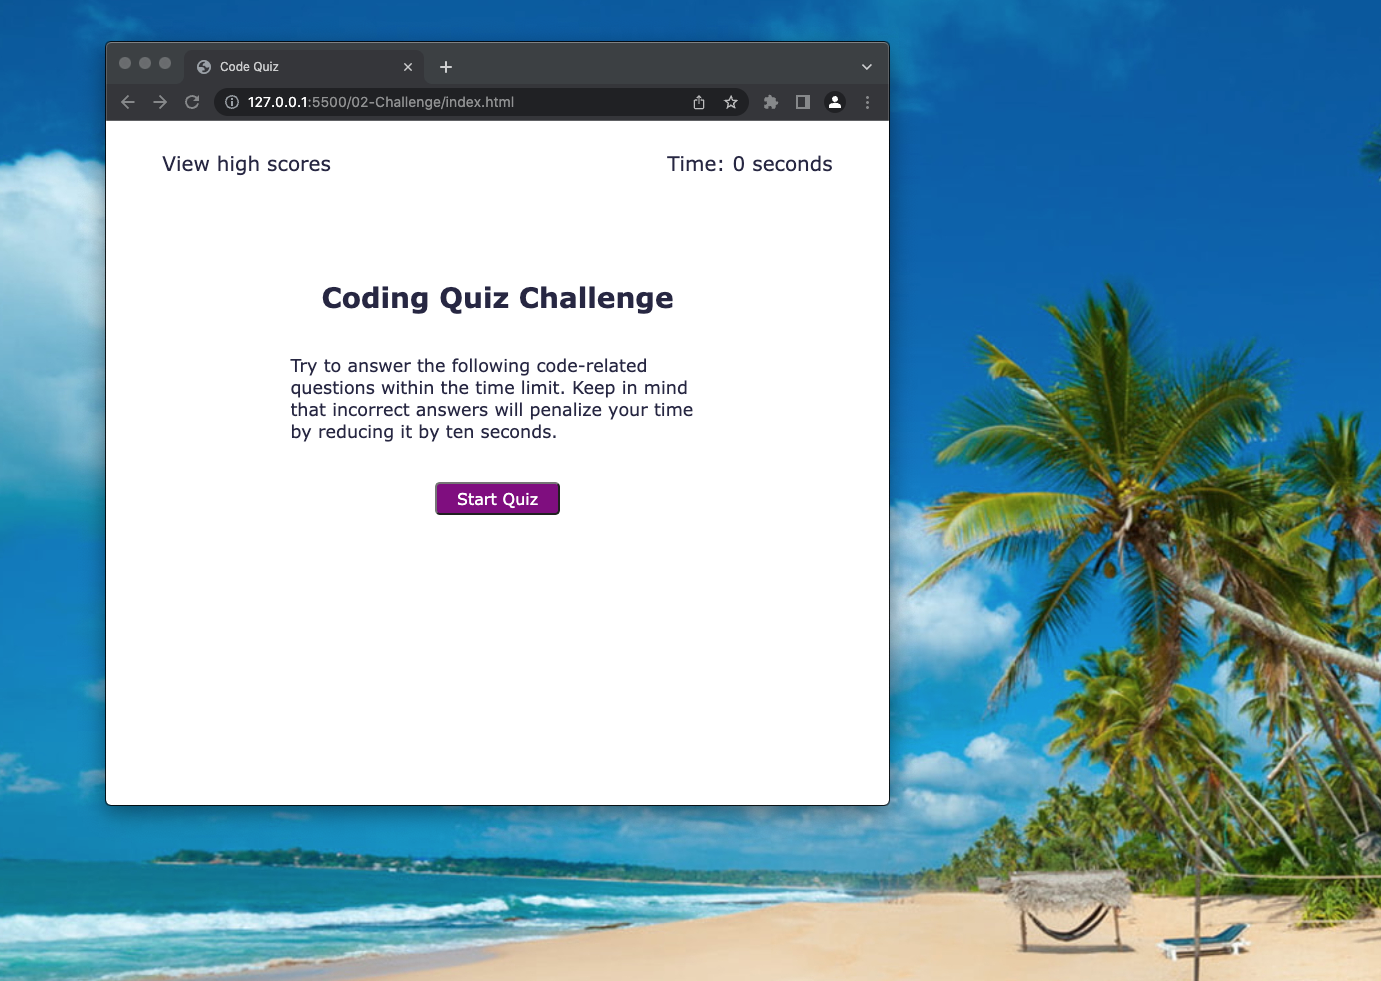 Code Quiz
127.0.0.1:5500/02-Challenge/index.html
View high scores
Time: 0 seconds
Coding Quiz Challenge
Try to answer the following code-related
questions within the time limit. Keep in mind
that incorrect answers will penalize your time
by reducing it by ten seconds.
Start Quiz